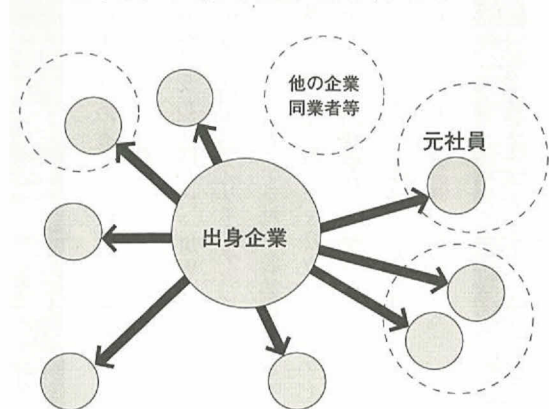 他の企業
同業者等
元社員
出身企業